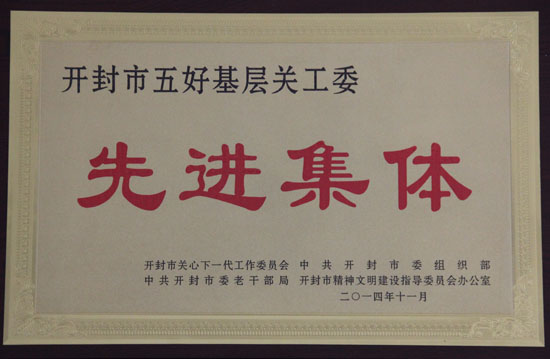 开封市五好基层关工委
先进集体
开封市关心下一代工作委员会 中共开封市委组织部
中共开封市委老干部局 开封市精神文明建设指导委员会办公室
二〇一四年十一月